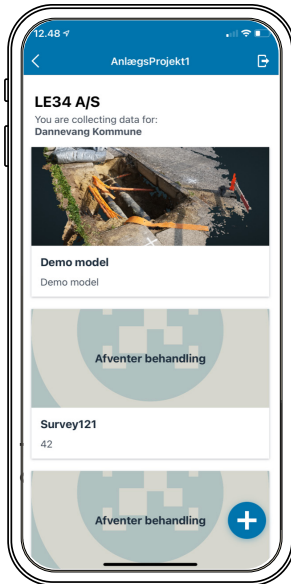 12.48
AnlægsProjekt1
LE34 A/S
You are collecting data for:
Dannevang Kommune
Demo model
Demo model
Afventer behandling
Survey121
42
Afventer behandling